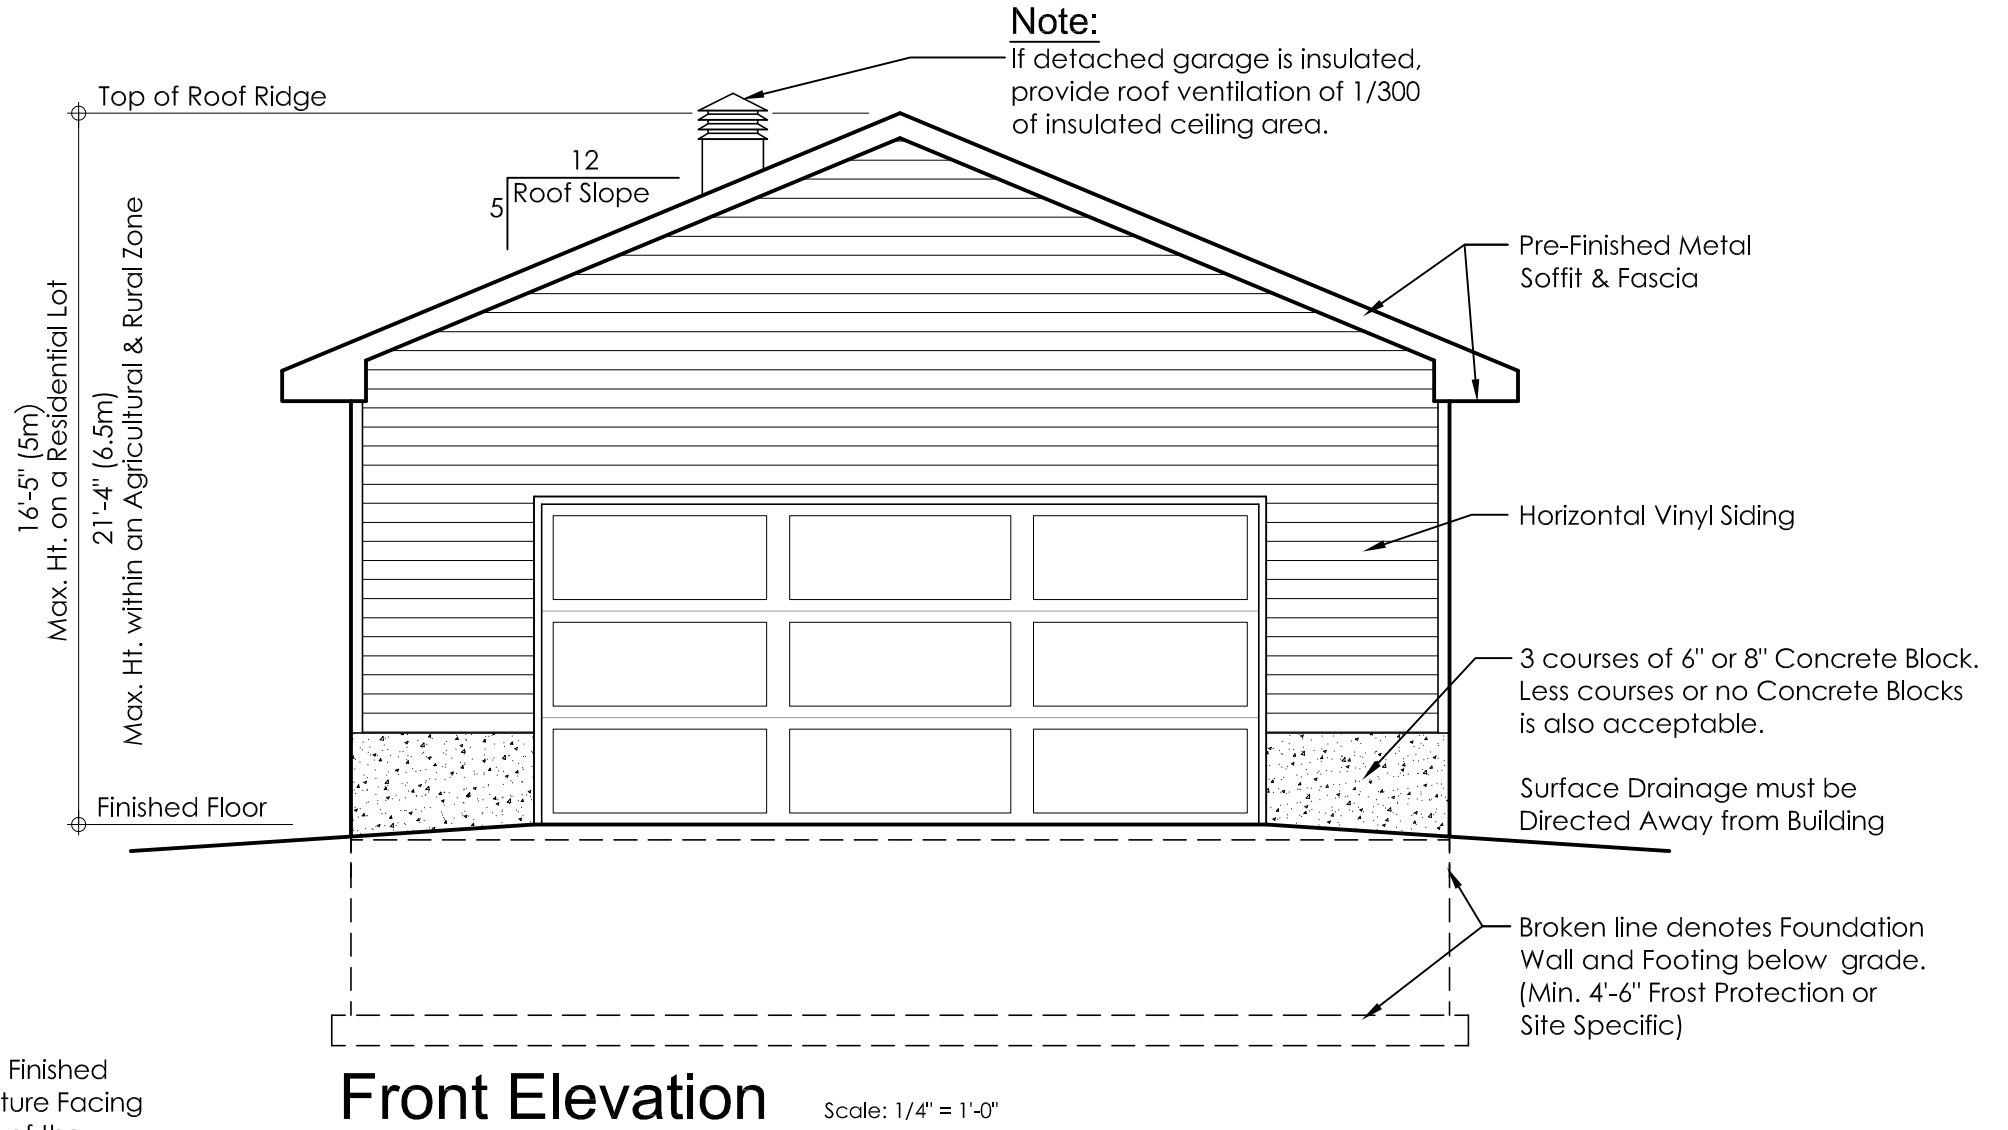 Note:
If detached garage is insulated,
provide roof ventilation of 1/300
of insulated ceiling area.
Top of Roof Ridge
12
Roof Slope
5
16'-5" (5m)
Max. Ht. on a Residential Lot
21'-4" (6.5m)
Max. Ht. within an Agricultural & Rural Zone
Pre-Finished Metal
Soffit & Fascia
Horizontal Vinyl Siding
3 courses of 6" or 8" Concrete Block.
Less courses or no Concrete Blocks
is also acceptable.
Surface Drainage must be
Directed Away from Building
Finished Floor
Broken line denotes Foundation
Wall and Footing below grade.
(Min. 4'-6" Frost Protection or
Site Specific)
Finished
ture Facing
Front Elevation
Scale: 1/4" = 1'-0"